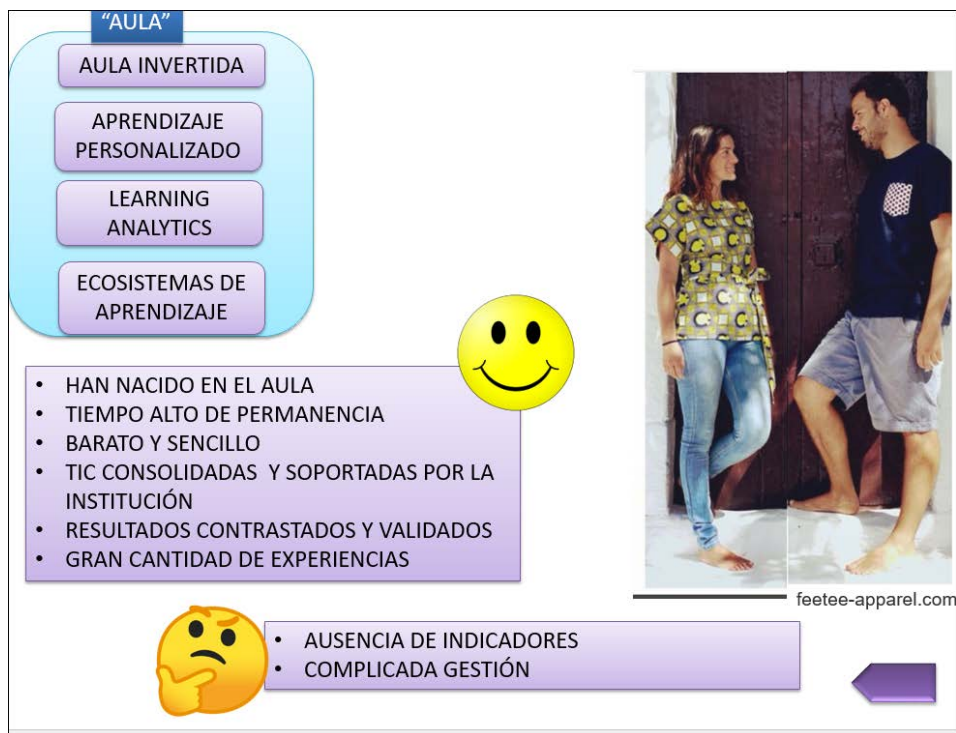 “AULA”
AULA INVERTIDA
APRENDIZAJE
PERSONALIZADO
LEARNING
ANALYTICS
ECOSISTEMAS DE
APRENDIZAJE
• HAN NACIDO EN EL AULA
• TIEMPO ALTO DE PERMANENCIA
• BARATO Y SENCILLO
• TIC CONSOLIDADAS Y SOPORTADAS POR LA
INSTITUCIÓN
• RESULTADOS CONTRASTADOS Y VALIDADOS
• GRAN CANTIDAD DE EXPERIENCIAS
feetee-apparel.com
• AUSENCIA DE INDICADORES
• COMPLICADA GESTIÓN